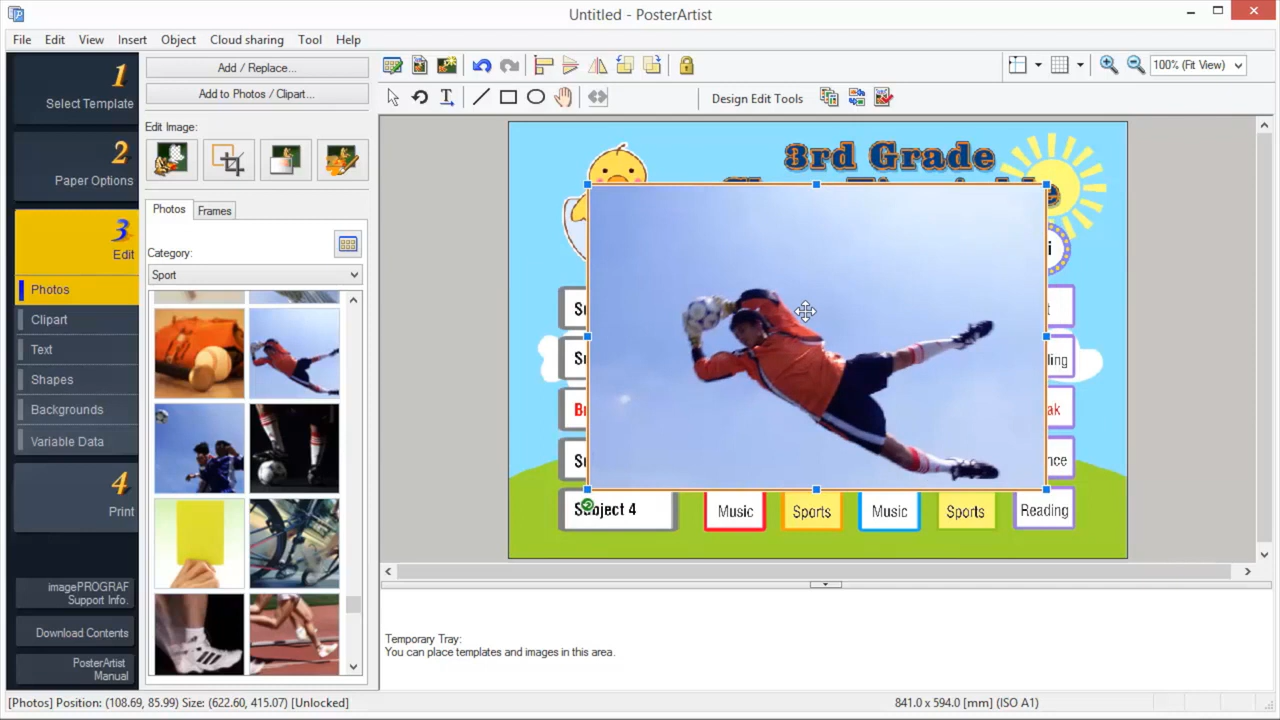 Untitled - PosterArtist
File Edit View Insert Object Cloud sharing Tool Help
1
Select Template
2
Paper Options
3
Edit
Photos
Clipart
Text
Shapes
Backgrounds
Variable Data
4
Print
imagePROGRAF
Support Info.
Download Contents
PosterArtist
Manual
Add / Replace...
Add to Photos / Clipart...
Edit Image:
Photos Frames
Category:
Sport
Design Edit Tools
100% (Fit View)
3rd Grade
Subject 4 Music Sports Music Sports Reading
Temporary Tray:
You can place templates and images in this area.
[Photos] Position: (108.69, 85.99) Size: (622.60, 415.07) [Unlocked]
841.0 x 594.0 [mm] (ISO A1)